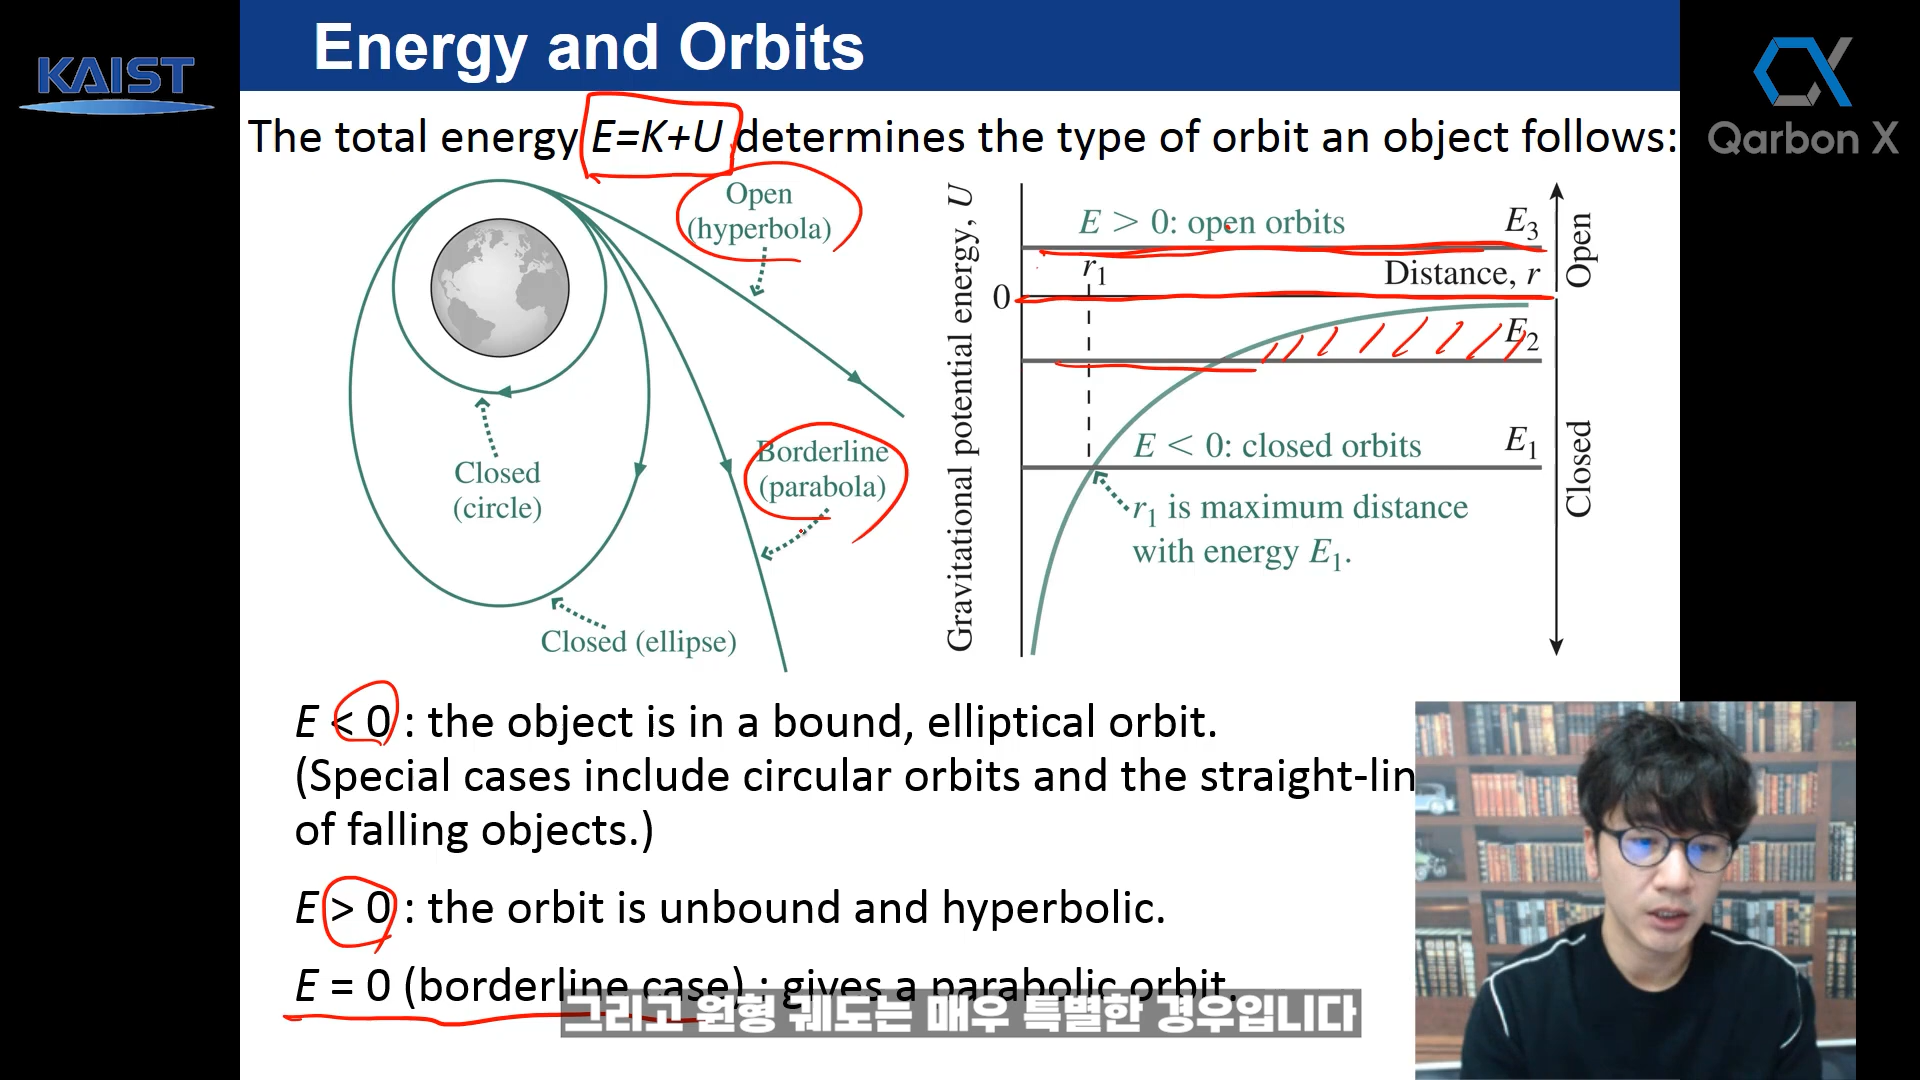 Energy and Orbits
KAIST
Qarbon X
The total energy E=K+U determines the type of orbit an object follows:
Open
(hyperbola)
Borderline
(parabola)
Closed
(circle)
Closed (ellipse)
Gravitational potential energy, U
E > 0: open orbits
E3
r1
Distance, r
0
E2
E < 0: closed orbits
E1
r1 is maximum distance
with energy E1.
Open
Closed
E < 0 : the object is in a bound, elliptical orbit.
(Special cases include circular orbits and the straight-lin
of falling objects.)
E > 0 : the orbit is unbound and hyperbolic.
E = 0 (borderline case) : gives a parabolic orbit.
그리고 원형 궤도는 매우 특별한 경우입니다